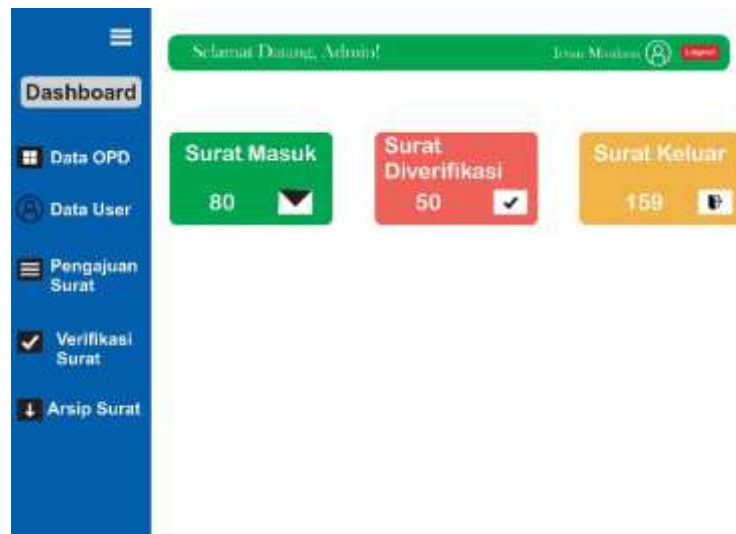 Selamat Datang, Admin!
Logout
Dashboard
Data OPD
Data User
Pengajuan
Surat
Verifikasi
Surat
Arsip Surat
Surat Masuk
80
Surat
Diverifikasi
50
Surat Keluar
159